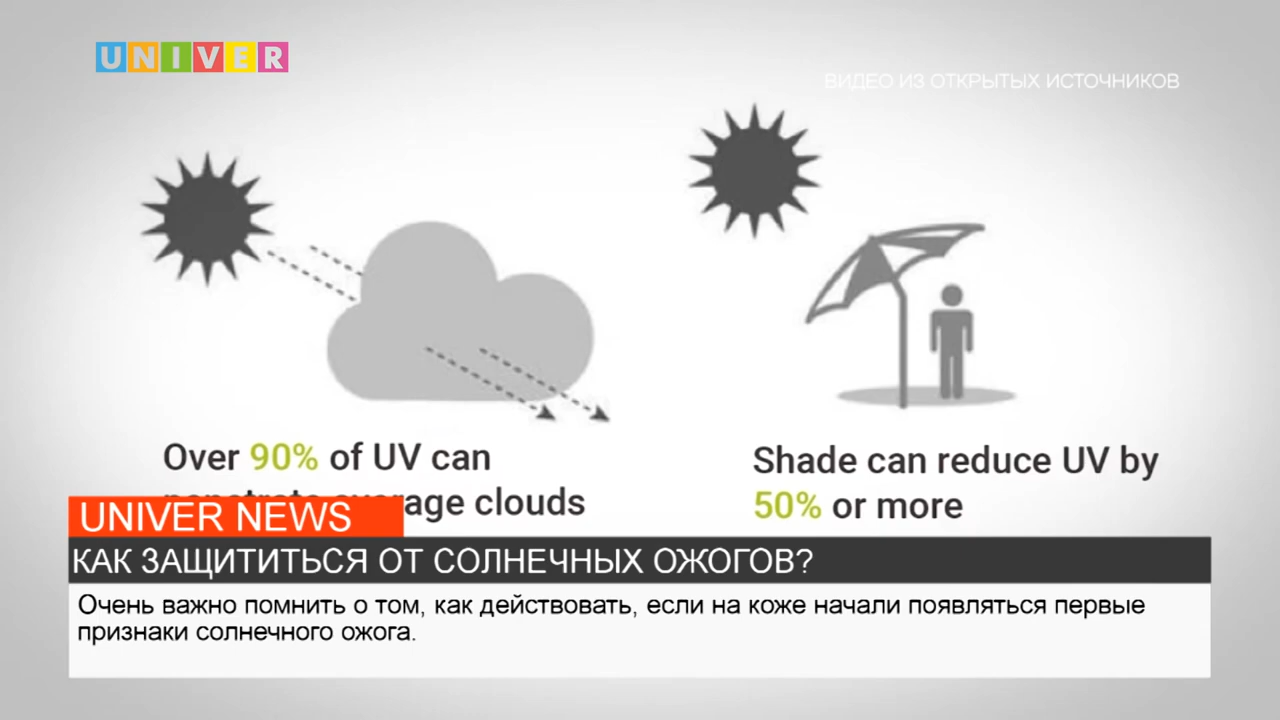 UNIVER
ВИДЕО ИЗ ОТКРЫТЫХ ИСТОЧНИКОВ
Over 90% of UV can
age clouds
Shade can reduce UV by
50% or more
UNIVER NEWS
КАК ЗАЩИТИТЬСЯ ОТ СОЛНЕЧНЫХ ОЖОГОВ?
Очень важно помнить о том, как действовать, если на коже начали появляться первые
признаки солнечного ожога.